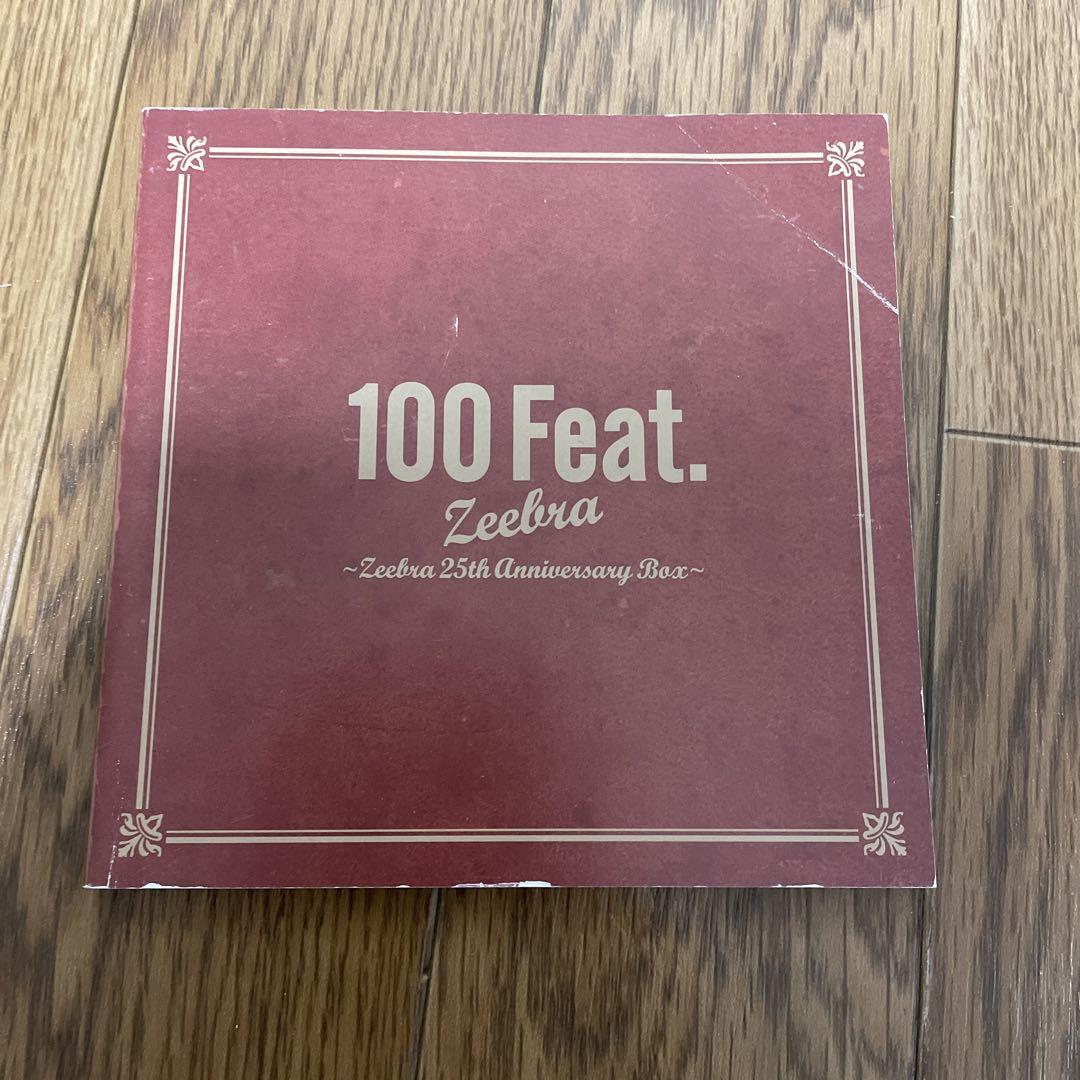 100 Feat.
Zeebra
~Zeebra 25th Anniversary Box~